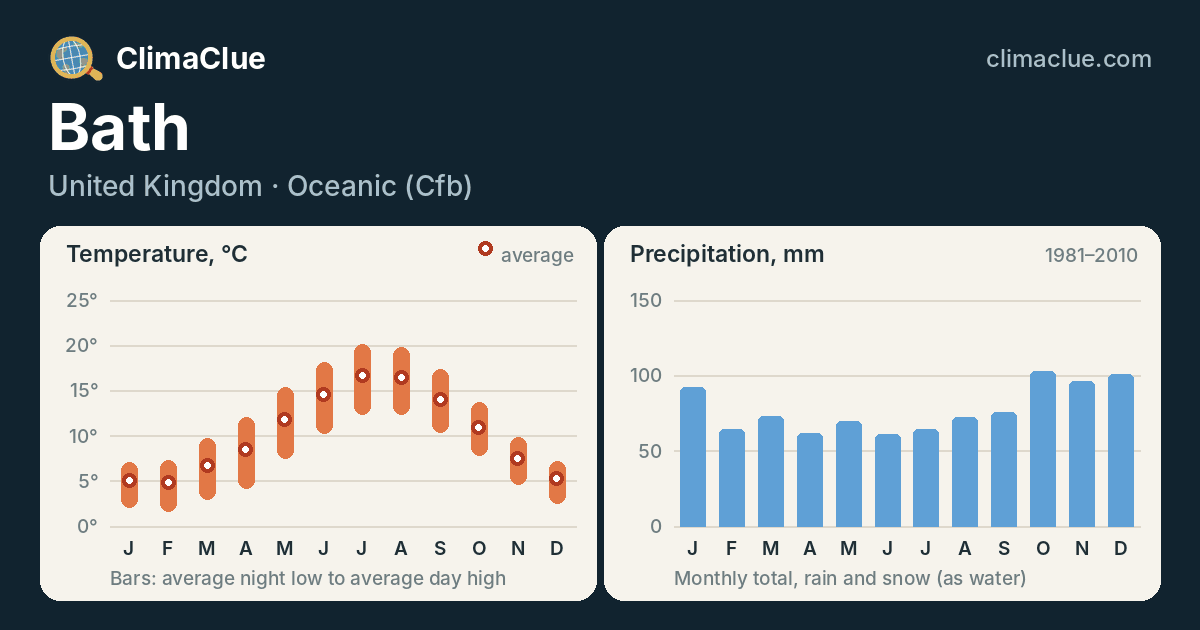 ClimaClue
climaclue.com
Bath
United Kingdom · Oceanic (Cfb)
Temperature, °C
average
25°
20°
15°
10°
5°
0°
J F M A M J J A S O N D
Bars: average night low to average day high
Precipitation, mm
1981–2010
150
100
50
0
J F M A M J J A S O N D
Monthly total, rain and snow (as water)